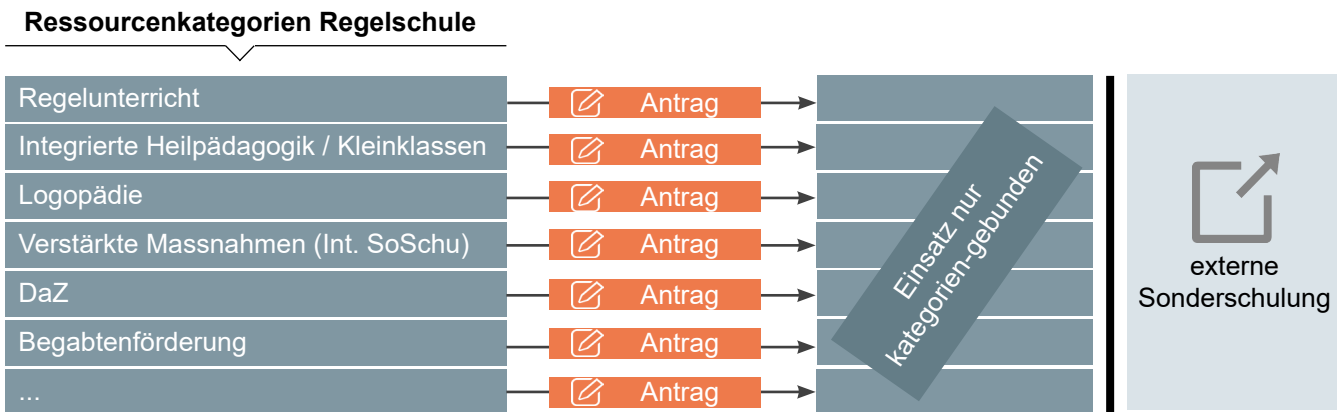 Ressourcenkategorien Regelschule
Regelunterricht
Antrag
Integrierte Heilpädagogik / Kleinklassen
Antrag
Logopädie
Antrag
Verstärkte Massnahmen (Int. SoSchu)
Antrag
DaZ
Antrag
Begabtenförderung
Antrag
...
Antrag
Einsatz nur
kategorien-gebunden
externe
Sonderschulung